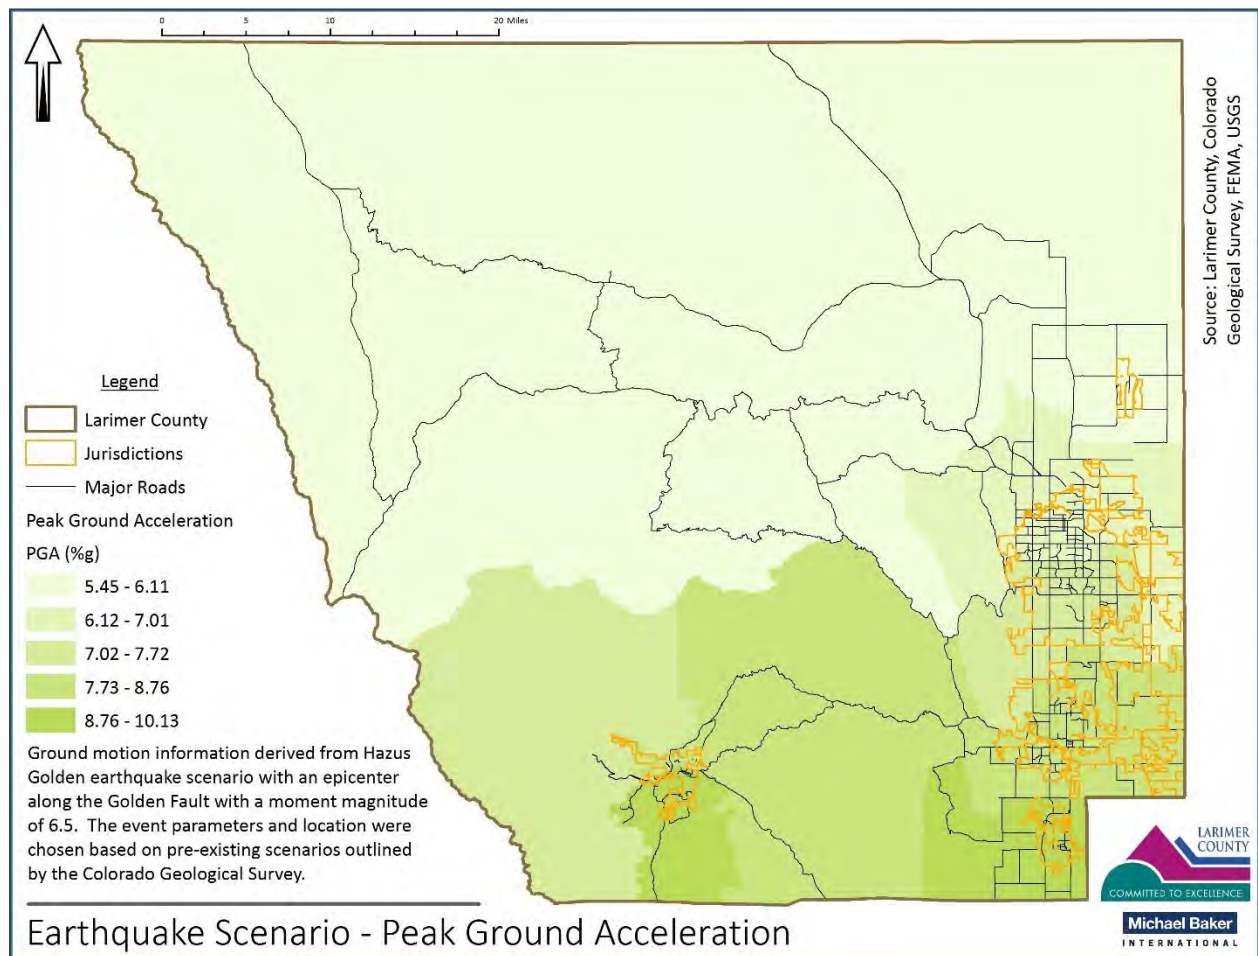 0 5 10 20 Miles
Source: Larimer County, Colorado
Geological Survey, FEMA, USGS
Legend
Larimer County
Jurisdictions
Major Roads
Peak Ground Acceleration
PGA (%g)
5.45 - 6.11
6.12 - 7.01
7.02 - 7.72
7.73 - 8.76
8.76 - 10.13
Ground motion information derived from Hazus
Golden earthquake scenario with an epicenter
along the Golden Fault with a moment magnitude
of 6.5. The event parameters and location were
chosen based on pre-existing scenarios outlined
by the Colorado Geological Survey.
Earthquake Scenario - Peak Ground Acceleration
LARIMER
COUNTY
COMMITTED TO EXCELLENCE
Michael Baker
INTERNATIONAL